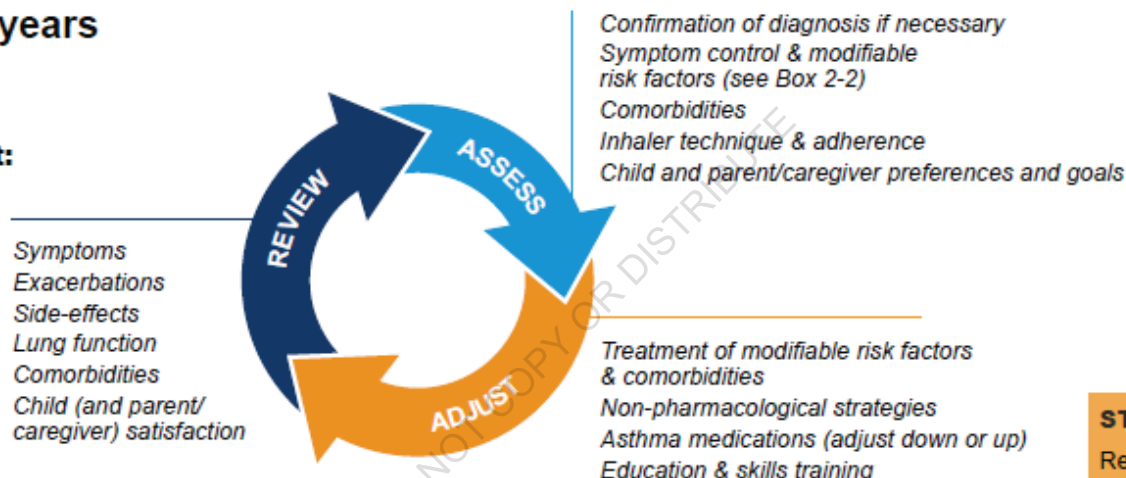 years
t:
Confirmation of diagnosis if necessary
Symptom control & modifiable
risk factors (see Box 2-2)
Comorbidities
Inhaler technique & adherence
Child and parent/caregiver preferences and goals
REVIEW
ASSESS
ADJUST
Symptoms
Exacerbations
Side-effects
Lung function
Comorbidities
Child (and parent/
caregiver) satisfaction
Treatment of modifiable risk factors
& comorbidities
Non-pharmacological strategies
Asthma medications (adjust down or up)
Education & skills training
ST
Re
NOT COPY OR DISTRIBUTE